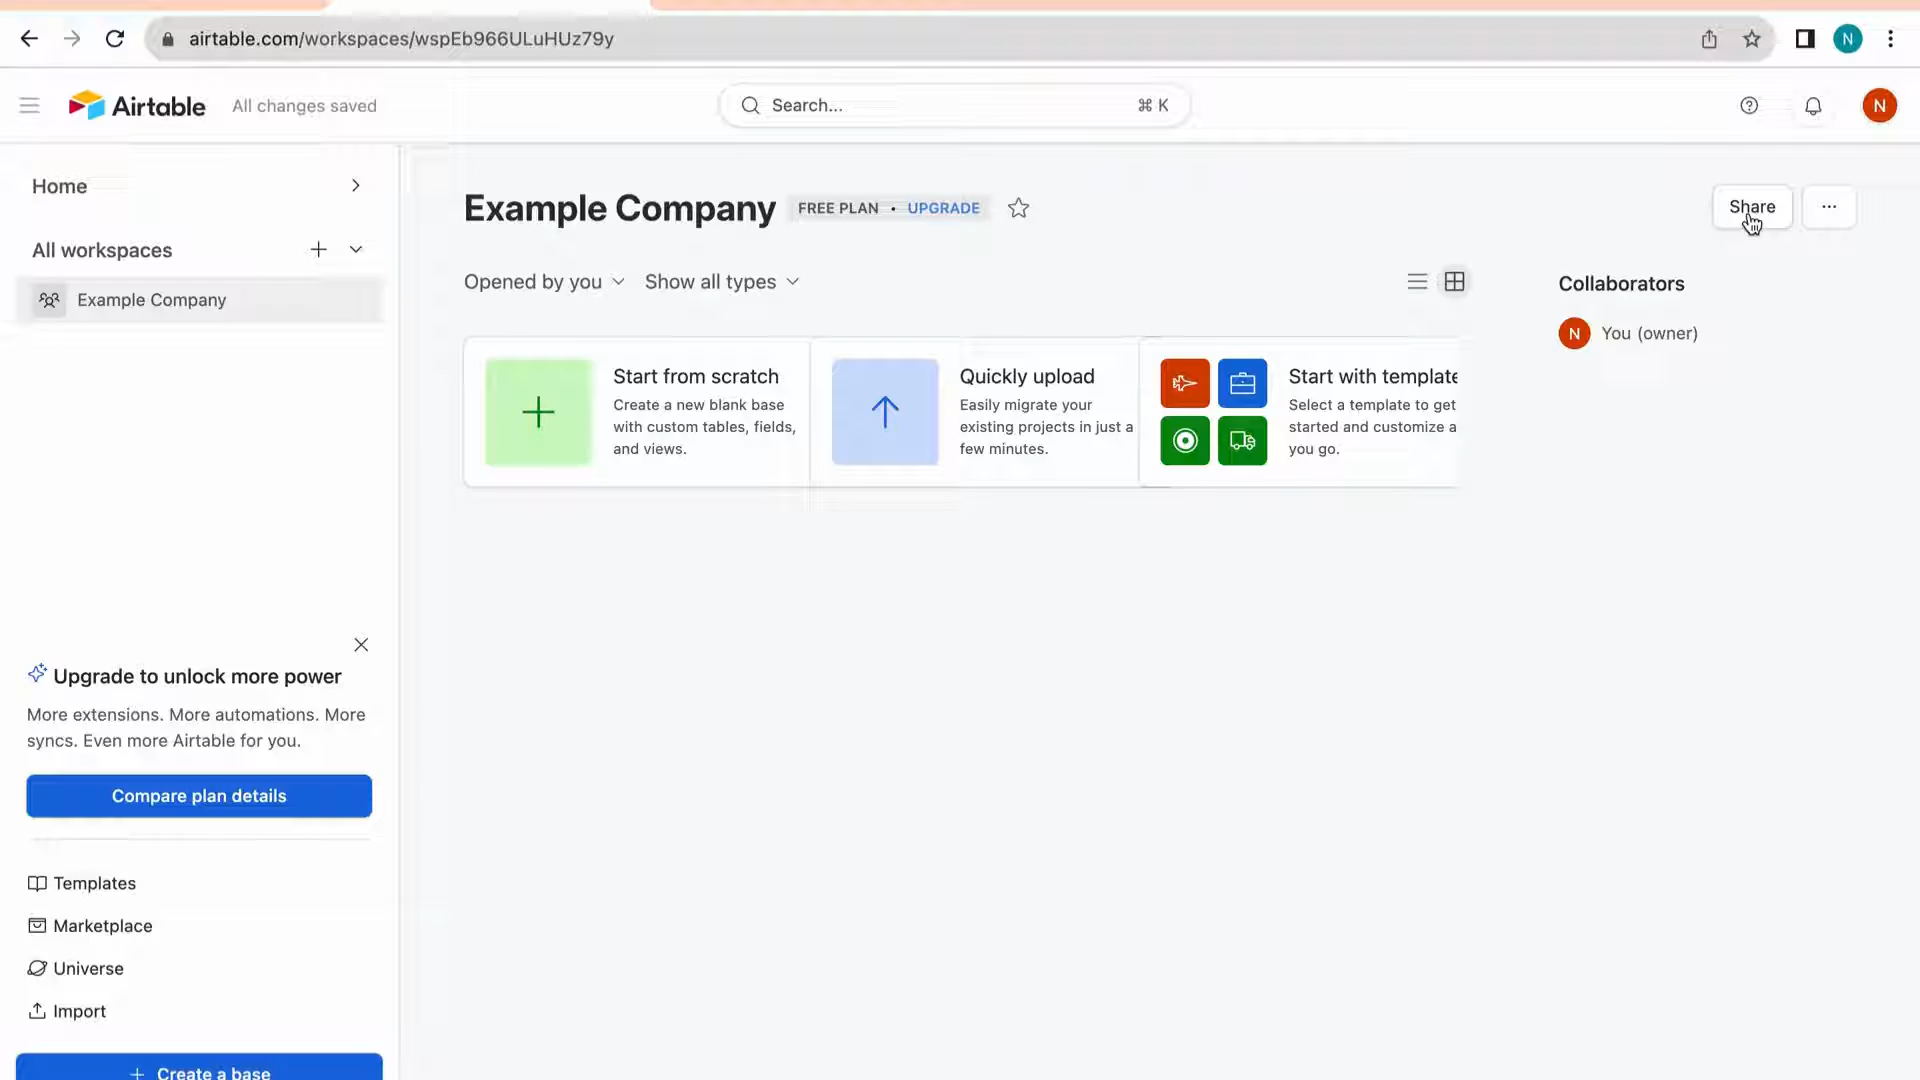 airtable.com/workspaces/wspEb966ULuHUz79y
N
Airtable
All changes saved
Search...
⌘ K
N
Home
All workspaces
Example Company
Example Company
FREE PLAN • UPGRADE
Share
...
Opened by you
Show all types
Collaborators
N
You (owner)
Start from scratch
Create a new blank base
with custom tables, fields,
and views.
Quickly upload
Easily migrate your
existing projects in just a
few minutes.
Start with template
Select a template to get
started and customize a
you go.
Upgrade to unlock more power
More extensions. More automations. More
syncs. Even more Airtable for you.
Compare plan details
Templates
Marketplace
Universe
Import
+ Create a base